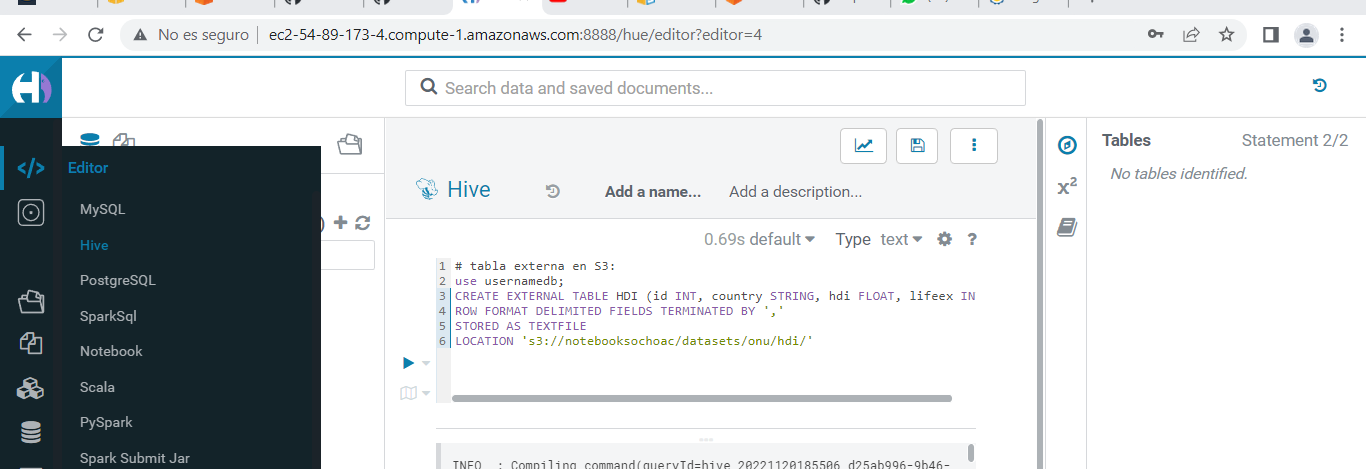 No es seguro | ec2-54-89-173-4.compute-1.amazonaws.com:8888/hue/editor?editor=4
Search data and saved documents...
Editor
MySQL
Hive
PostgreSQL
SparkSql
Notebook
Scala
PySpark
Spark Submit Jar
Hive
Add a name...
Add a description...
0.69s default
Type text
?
1 # tabla externa en S3:
2 use usernamedb;
3 CREATE EXTERNAL TABLE HDI (id INT, country STRING, hdi FLOAT, lifeex IN
4 ROW FORMAT DELIMITED FIELDS TERMINATED BY ','
5 STORED AS TEXTFILE
6 LOCATION 's3://notebooksochoac/datasets/onu/hdi/'
INFO : Compiling command(queryId=hive_20221120185506_d25ab996-9b46-
Tables
Statement 2/2
No tables identified.
x²